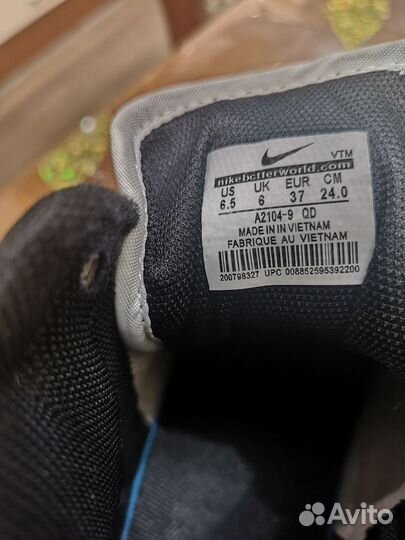 VTM
nikebetterworld.com
US UK EUR CM
6.5 6 37 24.0
A2104-9 QD
MADE IN IN VIETNAM
FABRIQUE AU VIETNAM
200798327 UPC 008852595392200
Avito